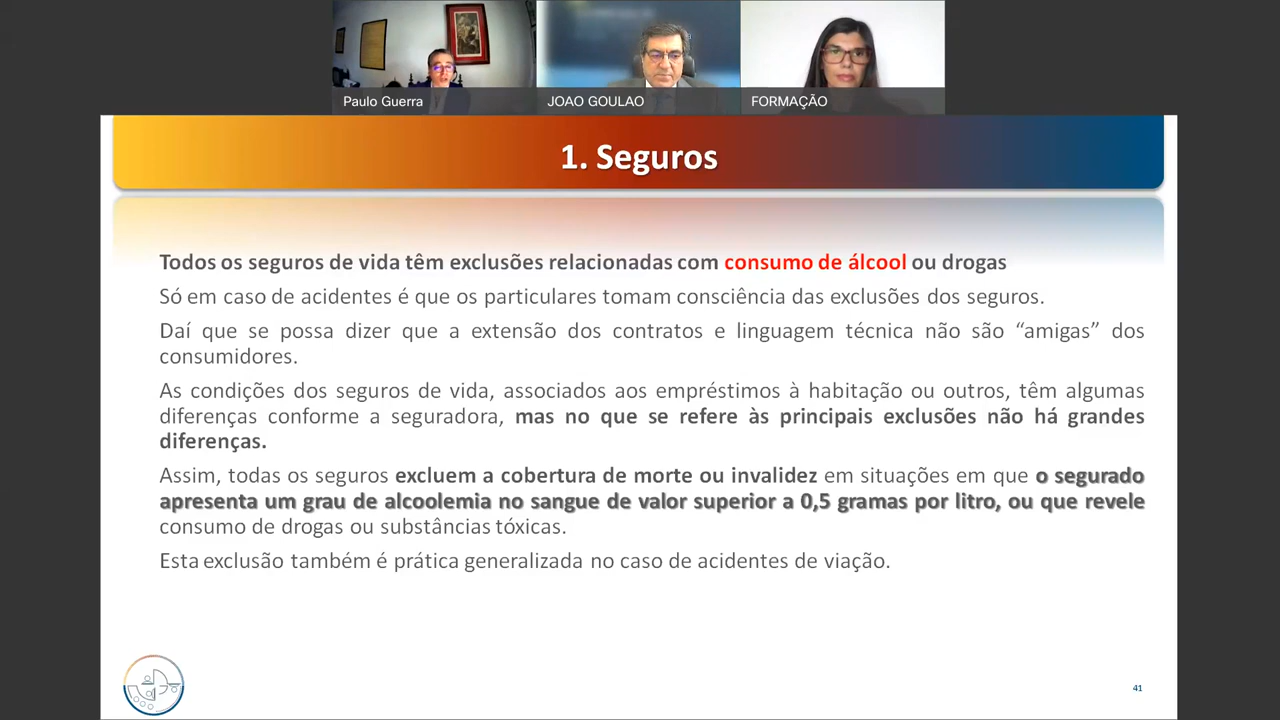 Paulo Guerra
JOAO GOULAO
FORMAÇÃO
1. Seguros
Todos os seguros de vida têm exclusões relacionadas com consumo de álcool ou drogas
Só em caso de acidentes é que os particulares tomam consciência das exclusões dos seguros.
Daí que se possa dizer que a extensão dos contratos e linguagem técnica não são “amigas” dos
consumidores.
As condições dos seguros de vida, associados aos empréstimos à habitação ou outros, têm algumas
diferenças conforme a seguradora, mas no que se refere às principais exclusões não há grandes
diferenças.
Assim, todas os seguros excluem a cobertura de morte ou invalidez em situações em que o segurado
apresenta um grau de alcoolemia no sangue de valor superior a 0,5 gramas por litro, ou que revele
consumo de drogas ou substâncias tóxicas.
Esta exclusão também é prática generalizada no caso de acidentes de viação.
41